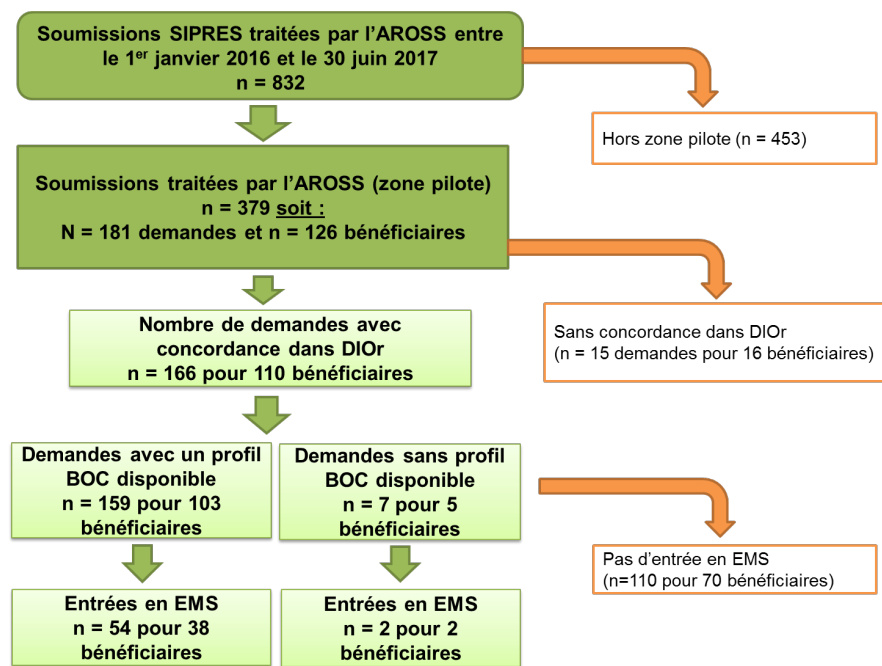 Soumissions SIPRES traitées par l'AROSS entre
le 1er janvier 2016 et le 30 juin 2017
n = 832
Hors zone pilote (n = 453)
Soumissions traitées par l'AROSS (zone pilote)
n = 379 soit :
N = 181 demandes et n = 126 bénéficiaires
Sans concordance dans DIOr
(n = 15 demandes pour 16 bénéficiaires)
Nombre de demandes avec
concordance dans DIOr
n = 166 pour 110 bénéficiaires
Demandes avec un profil
BOC disponible
n = 159 pour 103
bénéficiaires
Demandes sans profil
BOC disponible
n = 7 pour 5
bénéficiaires
Pas d'entrée en EMS
(n=110 pour 70 bénéficiaires)
Entrées en EMS
n = 54 pour 38
bénéficiaires
Entrées en EMS
n = 2 pour 2
bénéficiaires